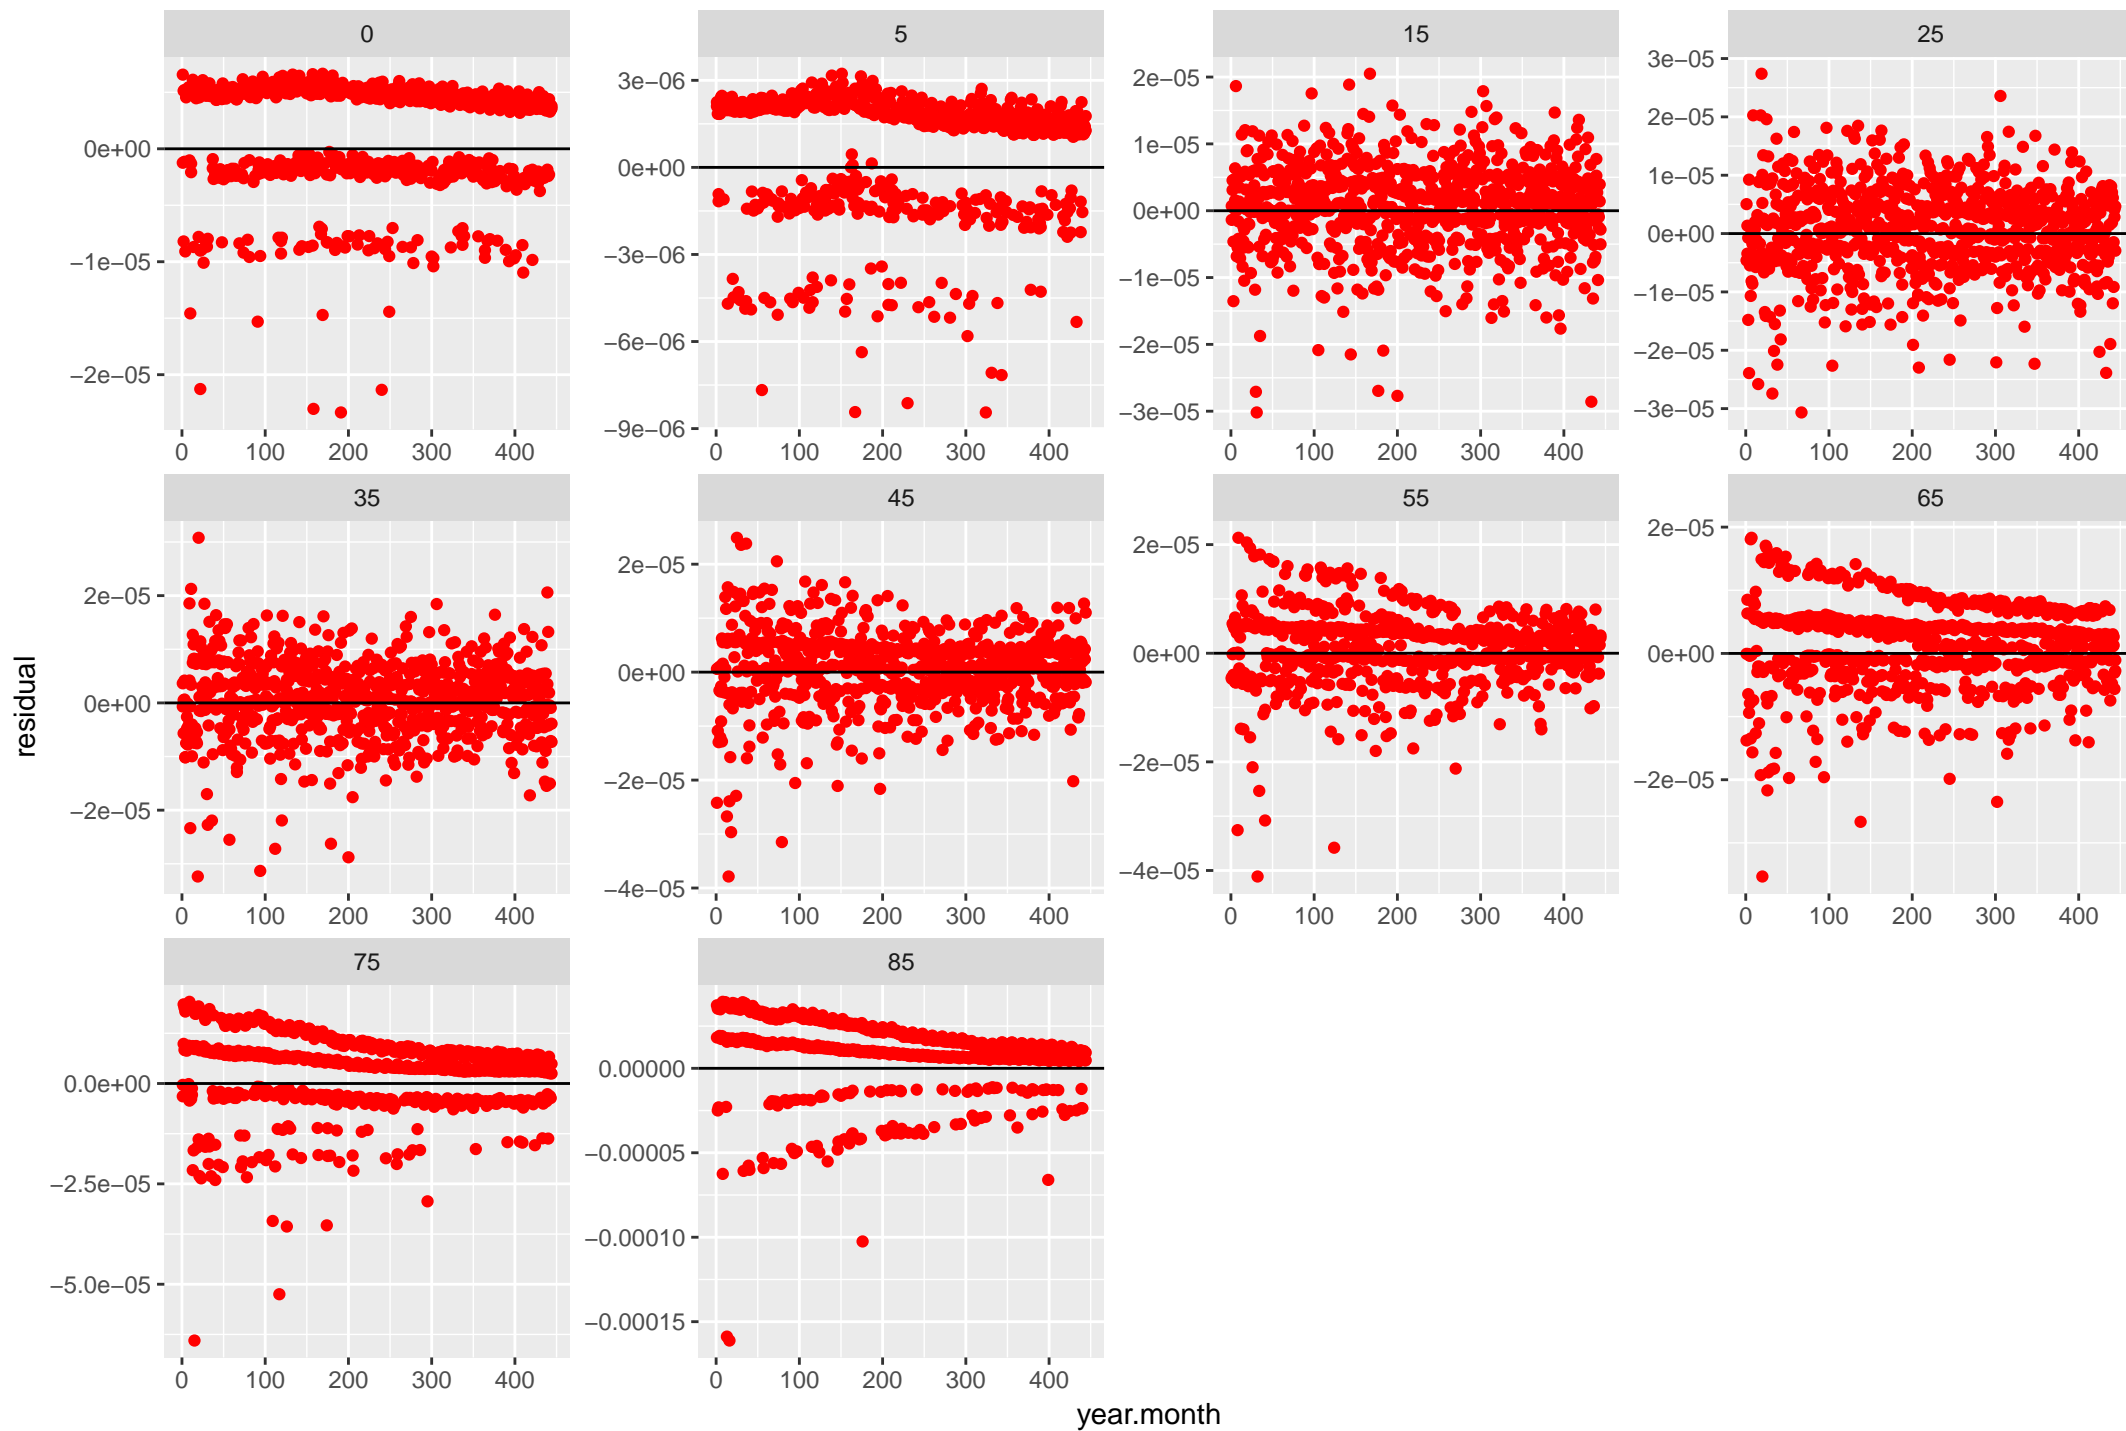 0 5 15 25
3e−05
3e−06 2e−05
0e+00 2e−05
1e−05
0e+00 1e−05
0e+00 0e+00
−3e−06
−1e−05 −1e−05 −1e−05
−6e−06 −2e−05 −2e−05
−2e−05
−9e−06 −3e−05 −3e−05
0 100 200 300 400 0 100 200 300 400 0 100 200 300 400 0 100 200 300 400
35 45 55 65
2e−05 2e−05 2e−05
2e−05
0e+00 0e+00 0e+00 0e+00
−2e−05 −2e−05 −2e−05 −2e−05
−4e−05 −4e−05
0 100 200 300 400 0 100 200 300 400 0 100 200 300 400 0 100 200 300 400
residual
75 85
0.0e+00 0.00000
−2.5e−05 −0.00005
−0.00010
−5.0e−05 −0.00015
0 100 200 300 400 0 100 200 300 400
year.month